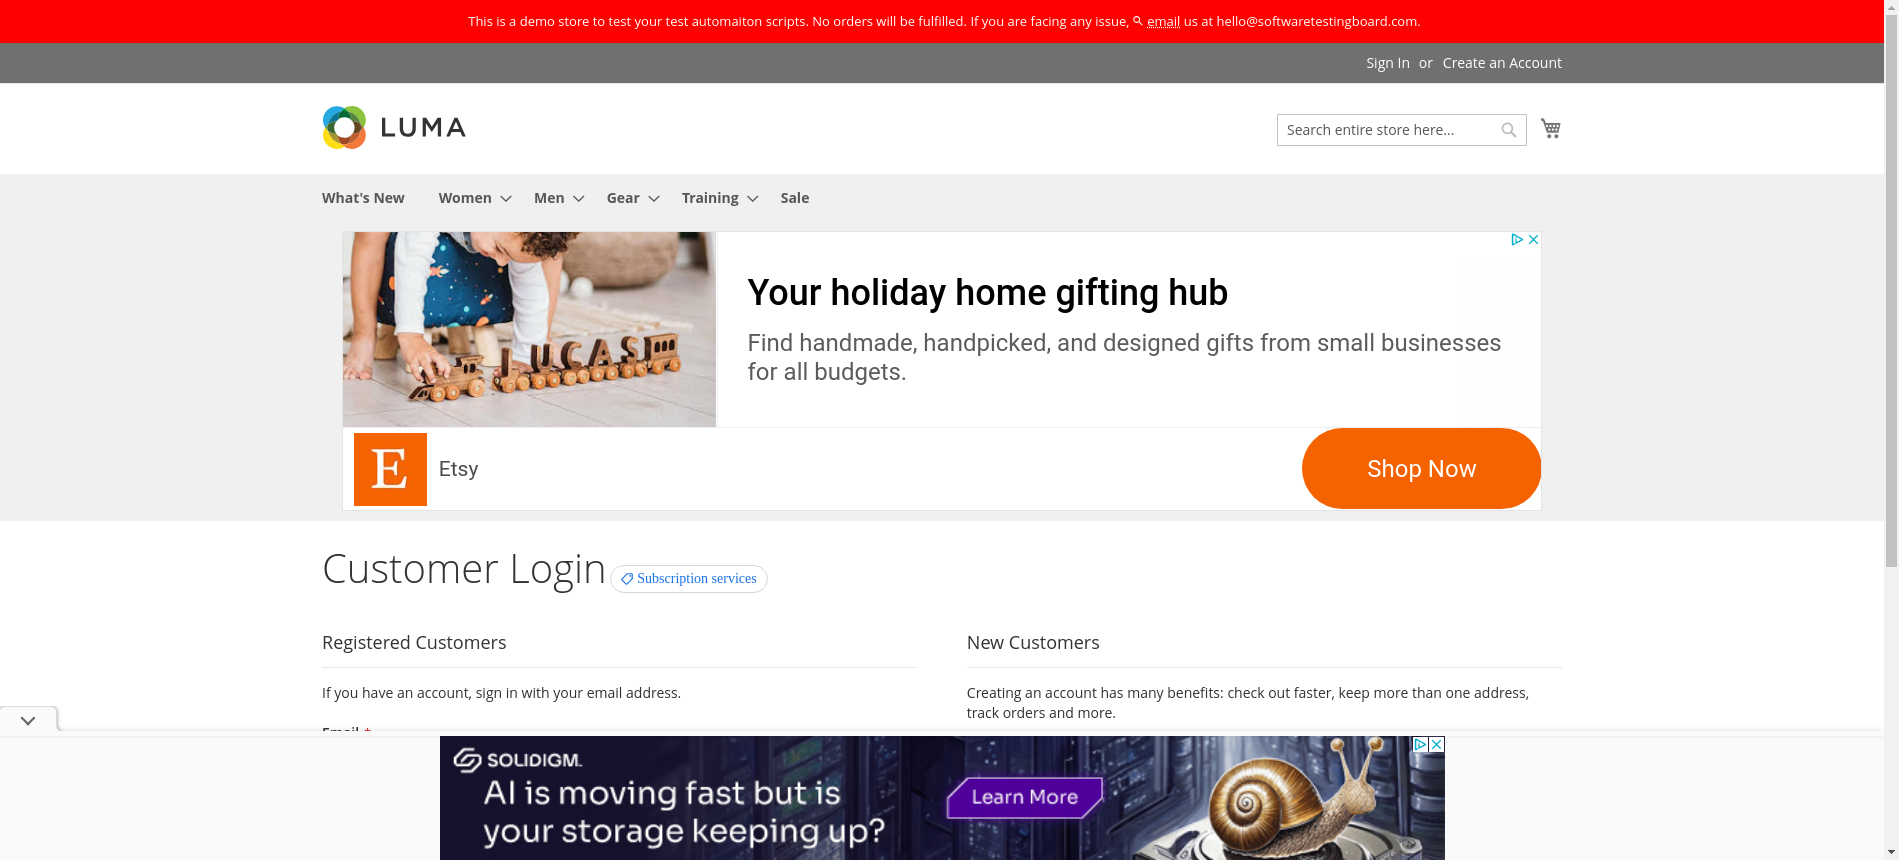 This is a demo store to test your test automaiton scripts. No orders will be fulfilled. If you are facing any issue, email us at hello@softwaretestingboard.com.
Sign In or Create an Account
LUMA
Search entire store here...
What's New Women Men Gear Training Sale
LUCAS
Your holiday home gifting hub
Find handmade, handpicked, and designed gifts from small businesses
for all budgets.
E
Etsy
Shop Now
Customer Login
Subscription services
Registered Customers
If you have an account, sign in with your email address.
Email *
New Customers
Creating an account has many benefits: check out faster, keep more than one address,
track orders and more.
SOLIDIGM
AI is moving fast but is
your storage keeping up?
Learn More